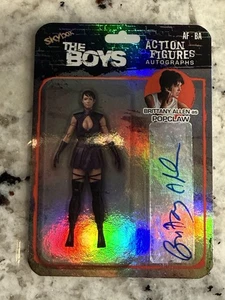 Skybox
THE BOYS
ACTION
FIGURES
AUTOGRAPHS
AF - BA
BRITTANY ALLEN as
POPCLAW